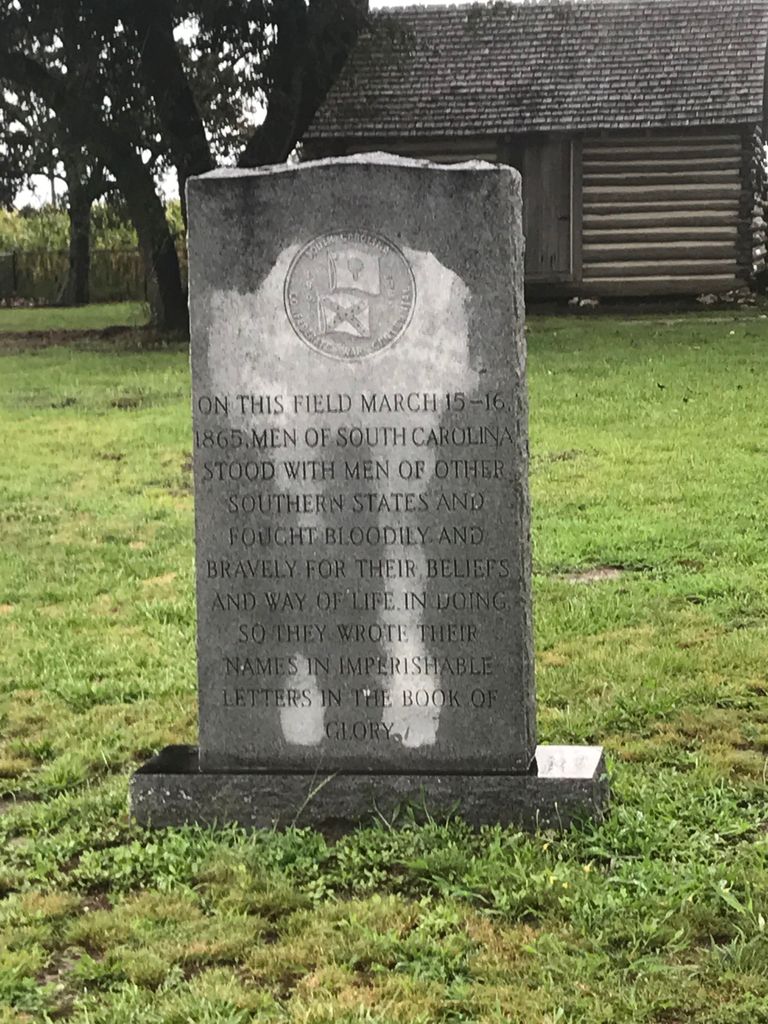 SOUTH CAROLINA
ON THIS FIELD MARCH 15-16,
1865, MEN OF SOUTH CAROLINA
STOOD WITH MEN OF OTHER
SOUTHERN STATES AND
FOUGHT BLOODILY AND
BRAVELY FOR THEIR BELIEFS
AND WAY OF LIFE. IN DOING
SO THEY WROTE THEIR
NAMES IN IMPERISHABLE
LETTERS IN THE BOOK OF
GLORY.